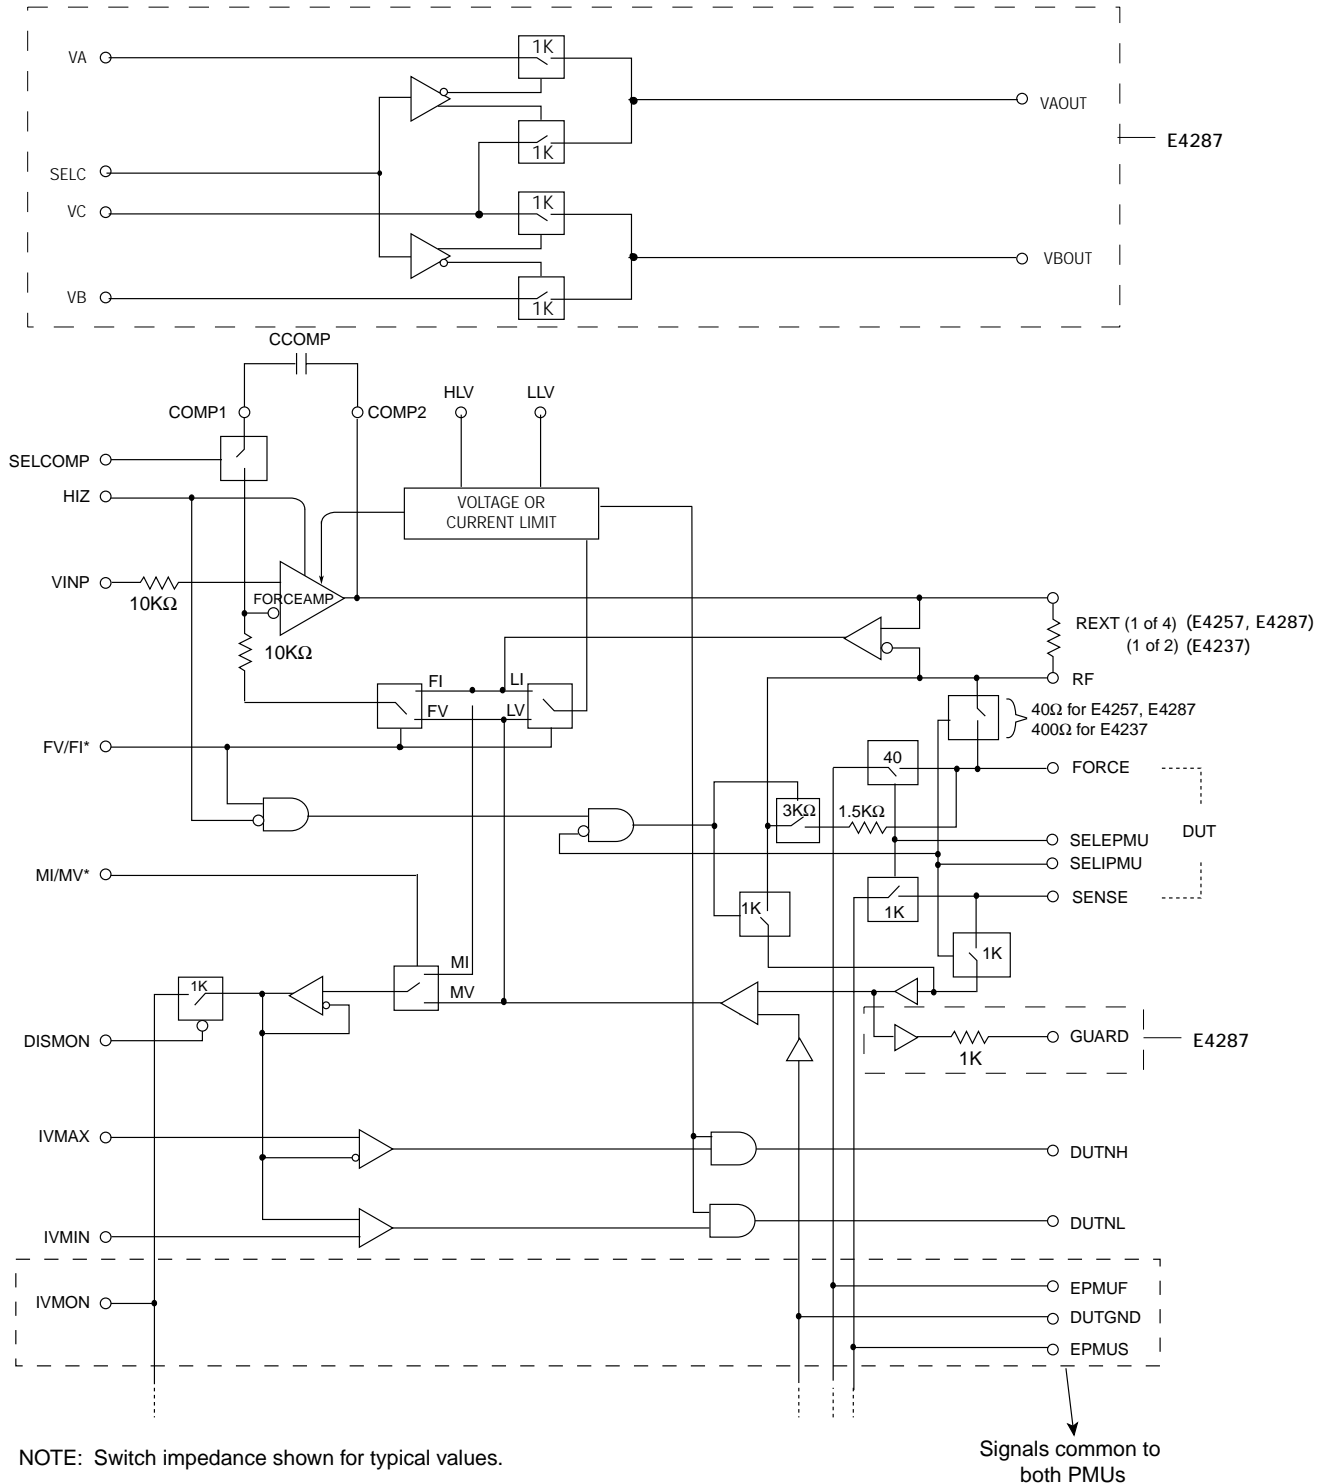 1K
VA
VAOUT
E4287
1K
SELC
1K
VC
VBOUT
VB
1K
CCOMP
HLV
LLV
COMP1
COMP2
SELCOMP
HIZ
VOLTAGE OR
CURRENT LIMIT
VINP
10KΩ
FORCEAMP
REXT (1 of 4) (E4257, E4287)
(1 of 2) (E4237)
10KΩ
RF
FI
LI
FV
LV
40Ω for E4257, E4287
400Ω for E4237
FV/FI*
40
FORCE
3KΩ
1.5KΩ
DUT
SELEPMU
SELIPMU
MI/MV*
SENSE
1K
1K
1K
MI
MV
1K
DISMON
GUARD
E4287
1K
IVMAX
DUTNH
IVMIN
DUTNL
EPMUF
IVMON
DUTGND
EPMUS
NOTE: Switch impedance shown for typical values.
Signals common to
both PMUs